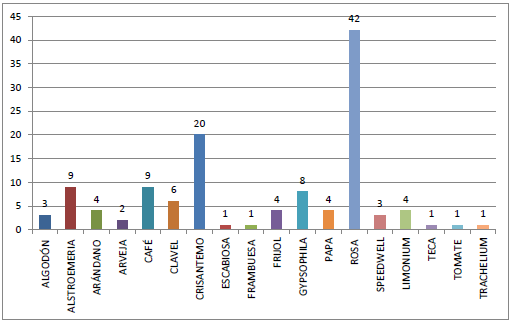 45
40
35
30
25
20
15
10
5
0
3
9
4
2
9
6
20
1
1
4
8
4
42
3
4
1
1
1
ALGODÓN
ALSTROEMERIA
ARÁNDANO
ARVEJA
CAFÉ
CLAVEL
CRISANTEMO
ESCABIOSA
FRAMBUESA
FRIJOL
GYPSOPHILA
PAPA
ROSA
SPEEDWELL
LIMONIUM
TECA
TOMATE
TRACHELIUM